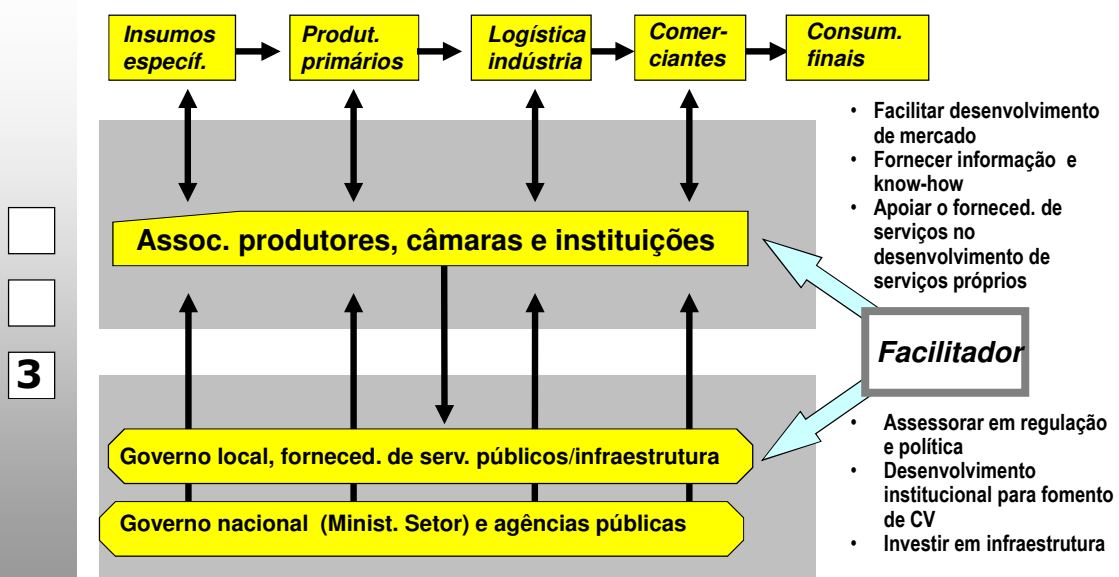 Insumos
específ.
Produt.
primários
Logística
indústria
Comer-
ciantes
Consum.
finais
• Facilitar desenvolvimento
de mercado
• Fornecer informação e
know-how
• Apoiar o forneced. de
serviços no
desenvolvimento de
serviços próprios
Assoc. produtores, câmaras e instituições
Facilitador
3
Governo local, forneced. de serv. públicos/infraestrutura
Governo nacional (Minist. Setor) e agências públicas
• Assessorar em regulação
e política
• Desenvolvimento
institucional para fomento
de CV
• Investir em infraestrutura